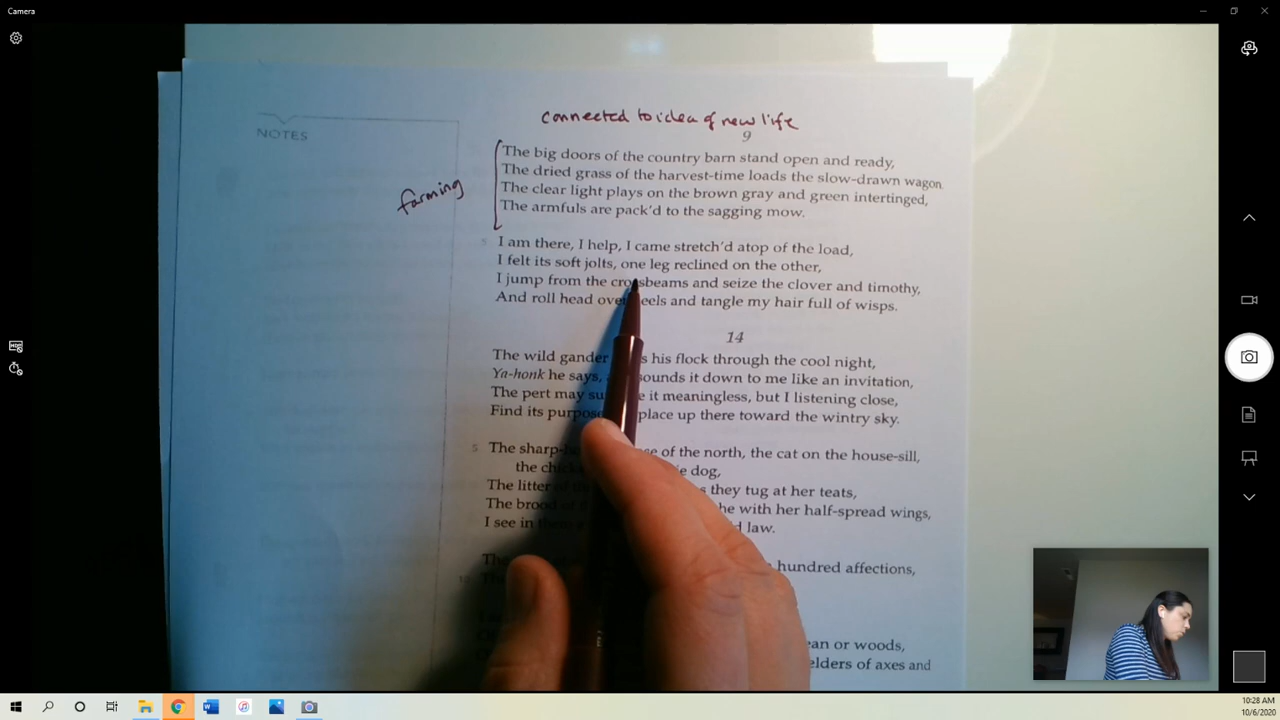 Camera
connected to idea of new life
NOTES
9
The big doors of the country barn stand open and ready,
The dried grass of the harvest-time loads the slow-drawn wagon
The clear light plays on the brown gray and green intertinged,
The armfuls are pack'd to the sagging mow.
farming
5 I am there, I help, I came stretch'd atop of the load,
I felt its soft jolts, one leg reclined on the other,
I jump from the crossbeams and seize the clover and timothy,
And roll head over heels and tangle my hair full of wisps.
14
The wild gander his flock through the cool night,
Ya-honk he says, sounds it down to me like an invitation,
The pert may it meaningless, but I listening close,
Find its purpose place up there toward the wintry sky.
5 The of the north, the cat on the house-sill,
the dog,
The litter they tug at her teats,
The brood with her half-spread wings,
I see in law.
hundred affections,
or woods,
of axes and
10:28 AM
10/6/2020